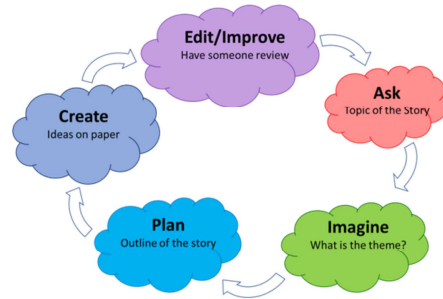 Edit/Improve
Have someone review
Ask
Topic of the Story
Create
Ideas on paper
Plan
Outline of the story
Imagine
What is the theme?